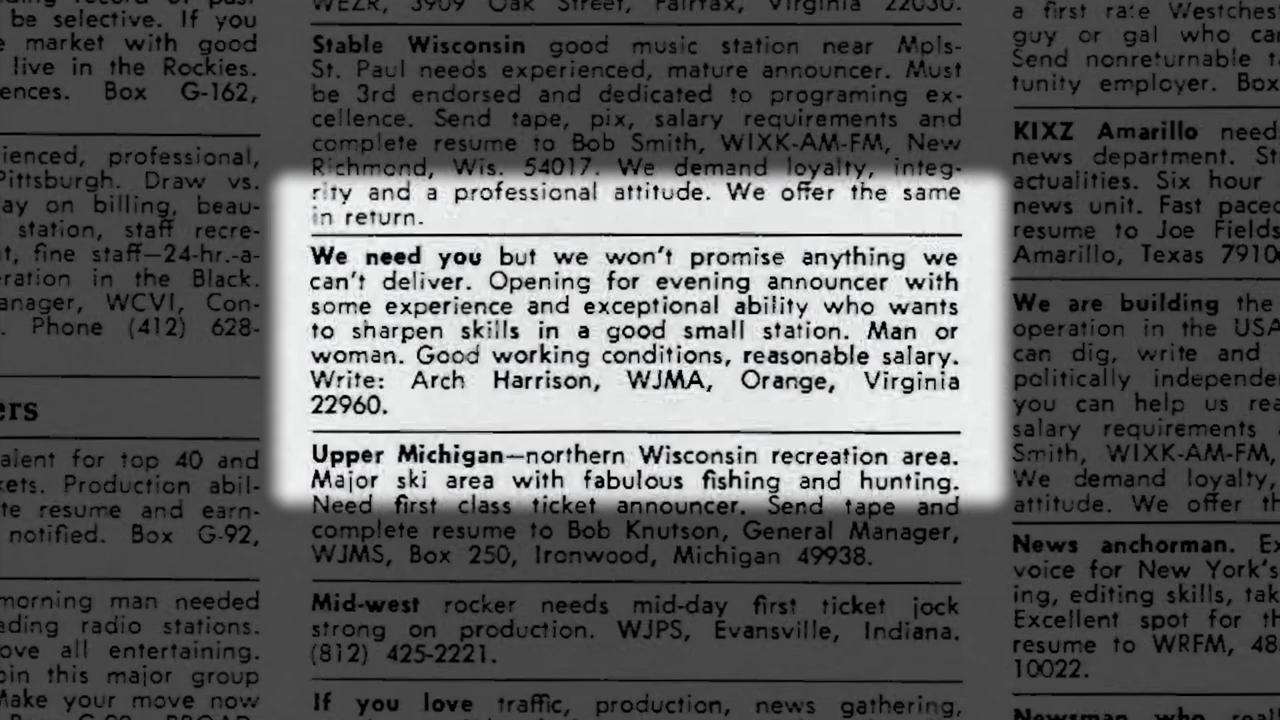 be selective. If you
market with good
live in the Rockies.
ences. Box G-162,
ienced, professional,
Pittsburgh. Draw vs.
ay on billing, beau-
station, staff recre-
t, fine staff—24-hr.-a-
eration in the Black.
anager, WCVI, Con-
. Phone (412) 628-
ers
alent for top 40 and
kets. Production abil-
te resume and earn-
notified. Box G-92,
morning man needed
ading radio stations.
ove all entertaining.
oin this major group
Make your move now
WEZR, 3909 Oak Street, Fairfax, Virginia 22030.
Stable Wisconsin good music station near Mpls-
St. Paul needs experienced, mature announcer. Must
be 3rd endorsed and dedicated to programing ex-
cellence. Send tape, pix, salary requirements and
complete resume to Bob Smith, WIXK-AM-FM, New
Richmond, Wis. 54017. We demand loyalty, integ-
rity and a professional attitude. We offer the same
in return.
We need you but we won't promise anything we
can't deliver. Opening for evening announcer with
some experience and exceptional ability who wants
to sharpen skills in a good small station. Man or
woman. Good working conditions, reasonable salary.
Write: Arch Harrison, WJMA, Orange, Virginia
22960.
Upper Michigan—northern Wisconsin recreation area.
Major ski area with fabulous fishing and hunting.
Need first class ticket announcer. Send tape and
complete resume to Bob Knutson, General Manager,
WJMS, Box 250, Ironwood, Michigan 49938.
Mid-west rocker needs mid-day first ticket jock
strong on production. WJPS, Evansville, Indiana.
(812) 425-2221.
If you love traffic, production, news gathering,
a first rate Westches
guy or gal who ca
Send nonreturnable t
tunity employer. Box
KIXZ Amarillo need
news department. St
actualities. Six hour
news unit. Fast paced
resume to Joe Fields
Amarillo, Texas 7910
We are building the
operation in the USA
can dig, write and
politically independe
you can help us rea
salary requirements
Smith, WIXK-AM-FM,
We demand loyalty,
attitude. We offer th
News anchorman. Ex
voice for New York's
ing, editing skills, tak
Excellent spot for th
resume to WRFM, 48
10022.
Newsman who real